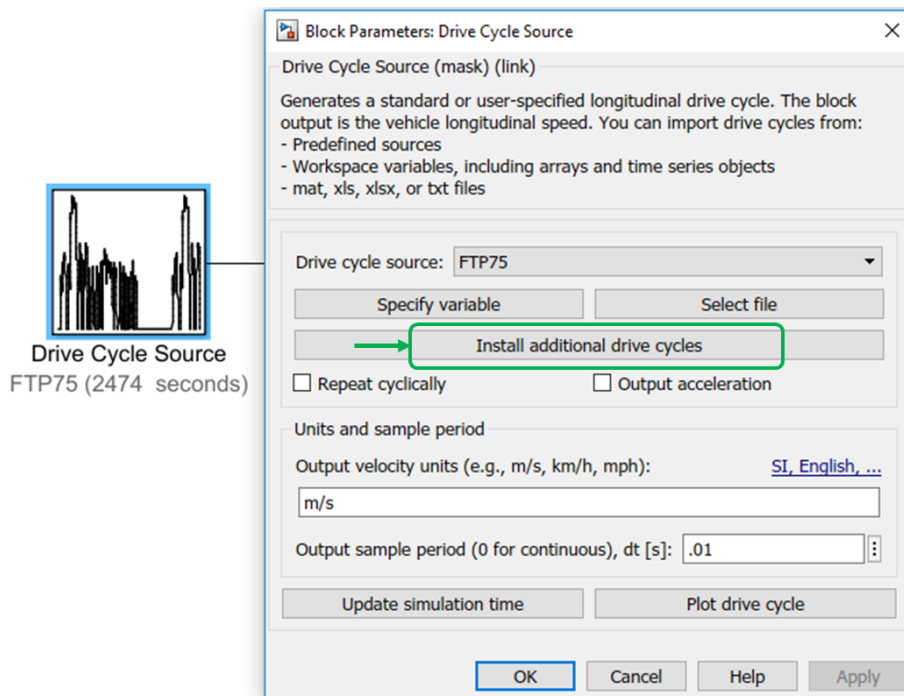 Block Parameters: Drive Cycle Source
Drive Cycle Source (mask) (link)
Generates a standard or user-specified longitudinal drive cycle. The block
output is the vehicle longitudinal speed. You can import drive cycles from:
- Predefined sources
- Workspace variables, including arrays and time series objects
- mat, xls, xlsx, or txt files
Drive cycle source: FTP75
Specify variable Select file
Install additional drive cycles
Repeat cyclically Output acceleration
Units and sample period
Output velocity units (e.g., m/s, km/h, mph): SI, English, ...
m/s
Output sample period (0 for continuous), dt [s]: .01
Update simulation time Plot drive cycle
OK Cancel Help Apply
Drive Cycle Source
FTP75 (2474 seconds)